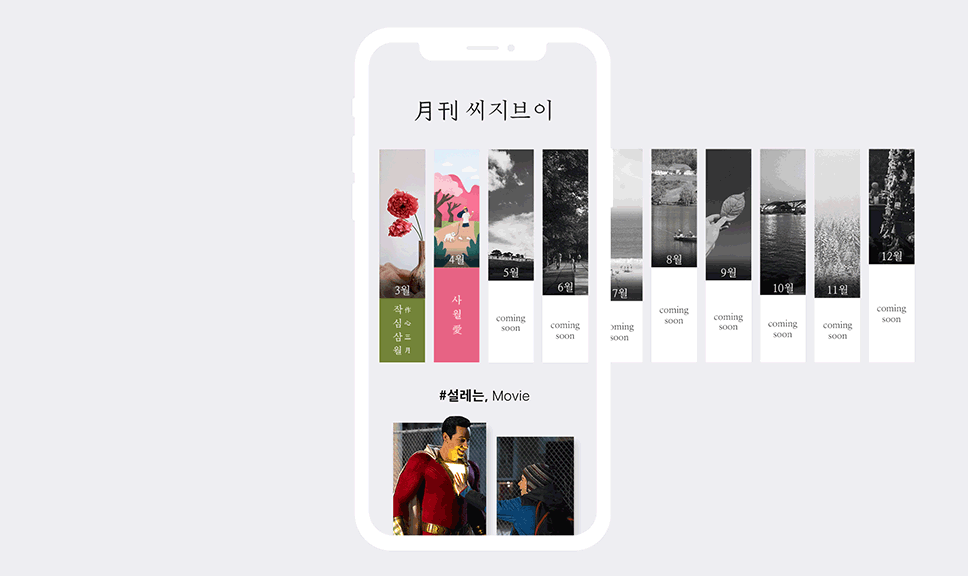 月刊 씨지브이
3월
작심삼월
作心三月
4월
사월愛
5월
coming
soon
6월
coming
soon
7월
coming
soon
8월
coming
soon
9월
coming
soon
10월
coming
soon
11월
coming
soon
12월
coming
soon
#설레는, Movie